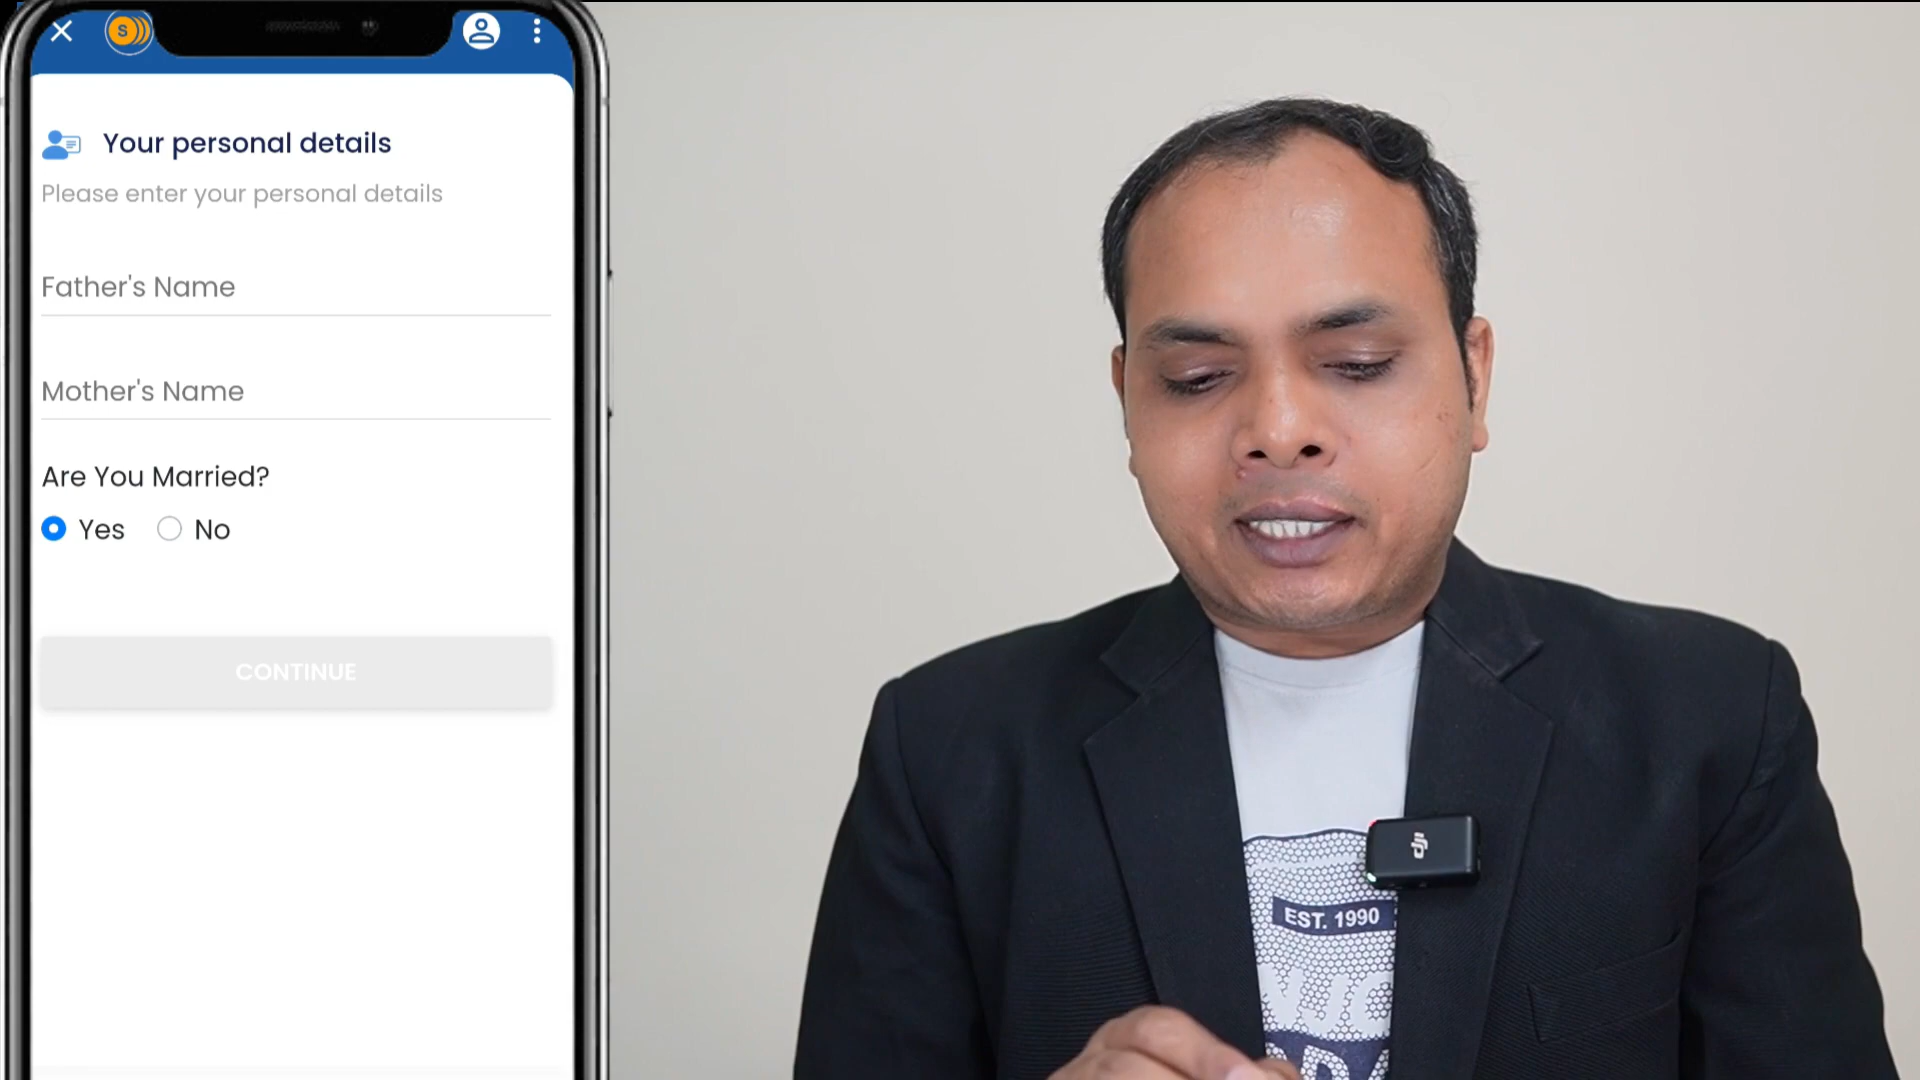 S
Your personal details
Please enter your personal details
Father's Name
Mother's Name
Are You Married?
Yes No
CONTINUE
EST. 1990